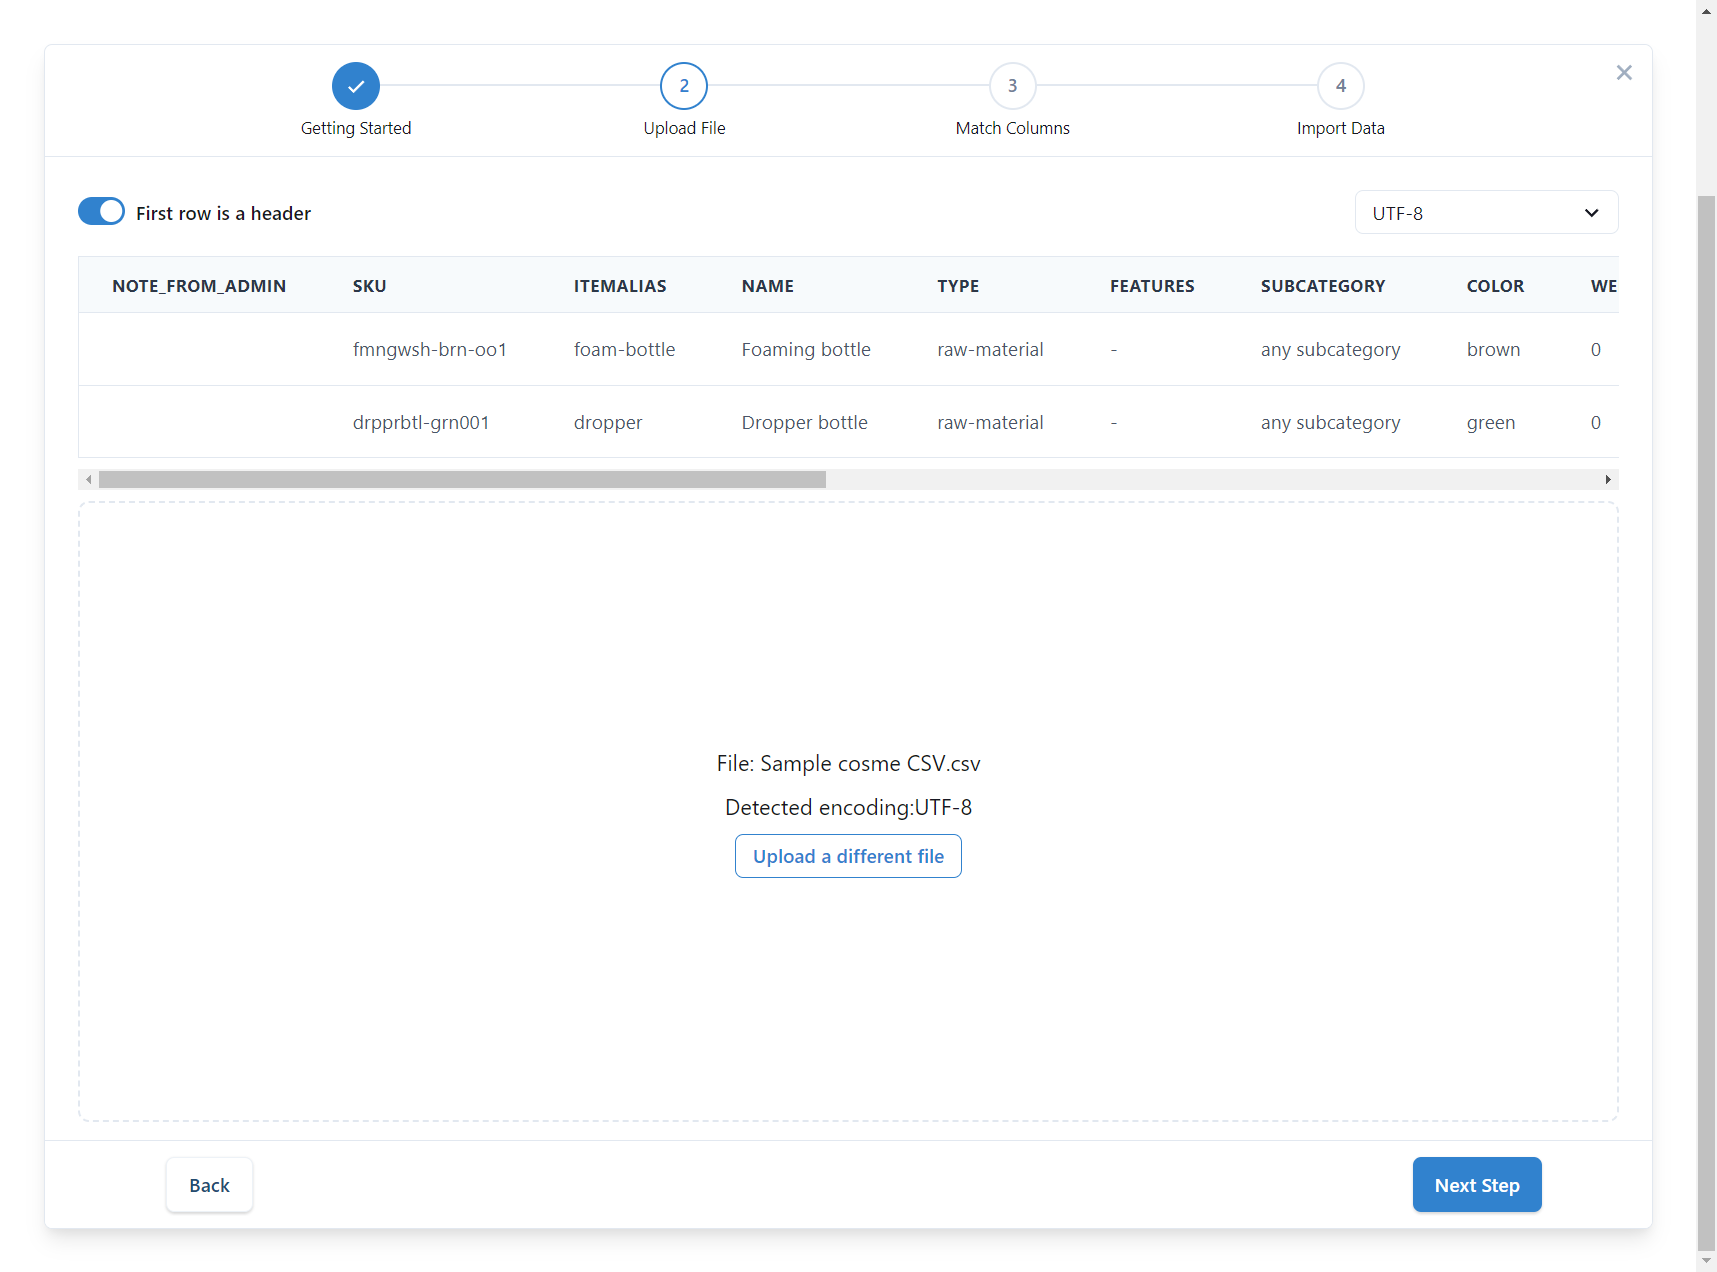 2 3 4
Getting Started Upload File Match Columns Import Data
First row is a header UTF-8
NOTE_FROM_ADMIN SKU ITEMALIAS NAME TYPE FEATURES SUBCATEGORY COLOR WE
fmngwsh-brn-oo1 foam-bottle Foaming bottle raw-material - any subcategory brown 0
drpprbtl-grn001 dropper Dropper bottle raw-material - any subcategory green 0
File: Sample cosme CSV.csv
Detected encoding:UTF-8
Upload a different file
Back Next Step